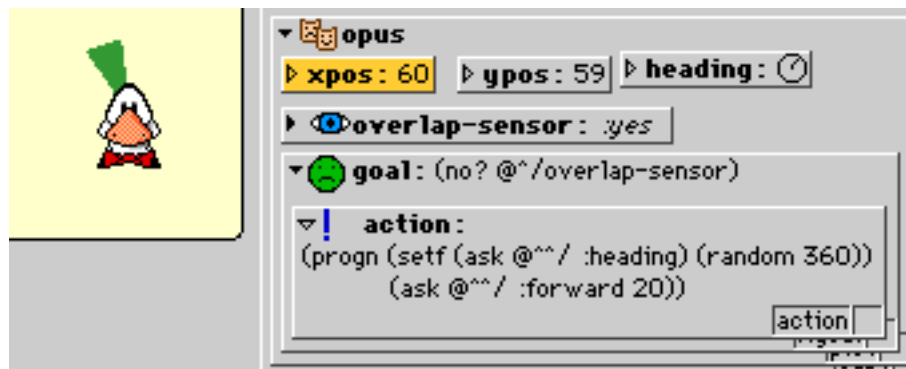 opus
xpos: 60 ypos: 59 heading:
overlap-sensor: :yes
goal: (no? @^/overlap-sensor)
action:
(progn (setf (ask @^^/ :heading) (random 360))
(ask @^^/ :forward 20))
action